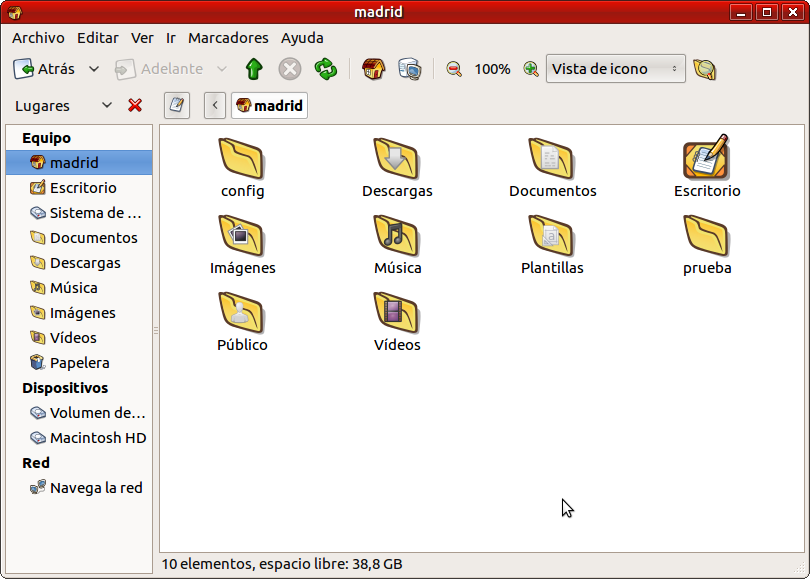 madrid
Archivo Editar Ver Ir Marcadores Ayuda
Atrás Adelante 100% Vista de icono
Lugares madrid
Equipo
madrid
Escritorio
Sistema de ...
Documentos
Descargas
Música
Imágenes
Vídeos
Papelera
Dispositivos
Volumen de...
Macintosh HD
Red
Navega la red
config Descargas Documentos Escritorio
Imágenes Música Plantillas prueba
Público Vídeos
10 elementos, espacio libre: 38,8 GB